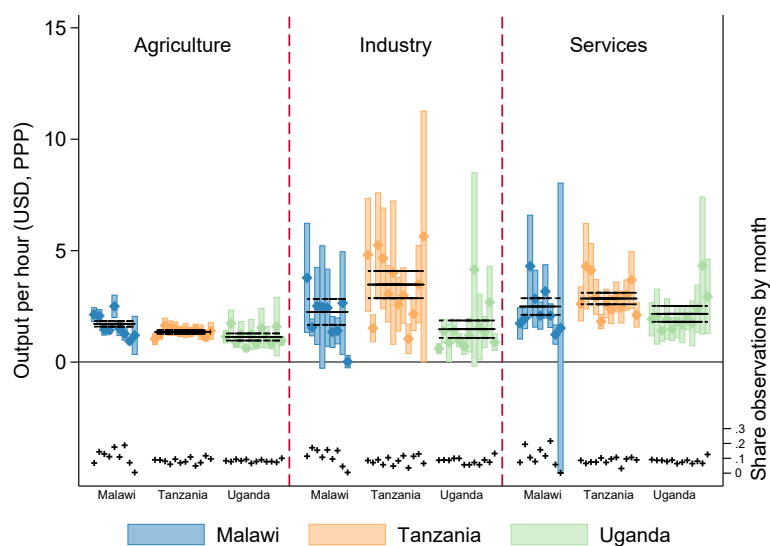 Agriculture
Industry
Services
Output per hour (USD, PPP)
15
10
5
0
Share observations by month
.3
.2
.1
0
Malawi Tanzania Uganda Malawi Tanzania Uganda Malawi Tanzania Uganda
Malawi Tanzania Uganda